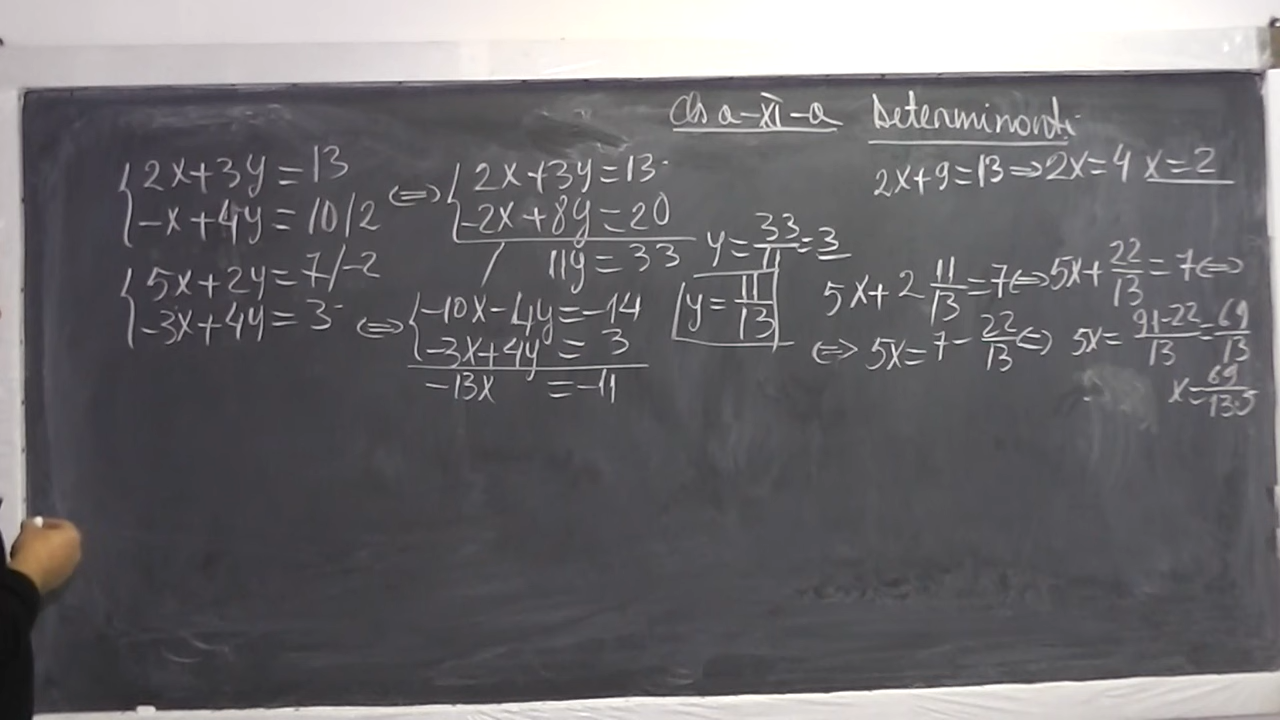 cls a-XI-a Determinanti
2x+3y=13
-x+4y=10/2
⇔
2x+3y=13
-2x+8y=20
/ 11y=33
y=33/11=3
2x+9=13⇒2x=4 x=2
5x+2y=7/-2
-3x+4y=3
⇔
-10x-4y=-14
-3x+4y=3
-13x =-11
y=11/13
5x+2 11/13=7⇔5x+22/13=7⇔
⇔5x=7-22/13⇔ 5x=91-22/13=69/13
x=69/13·5